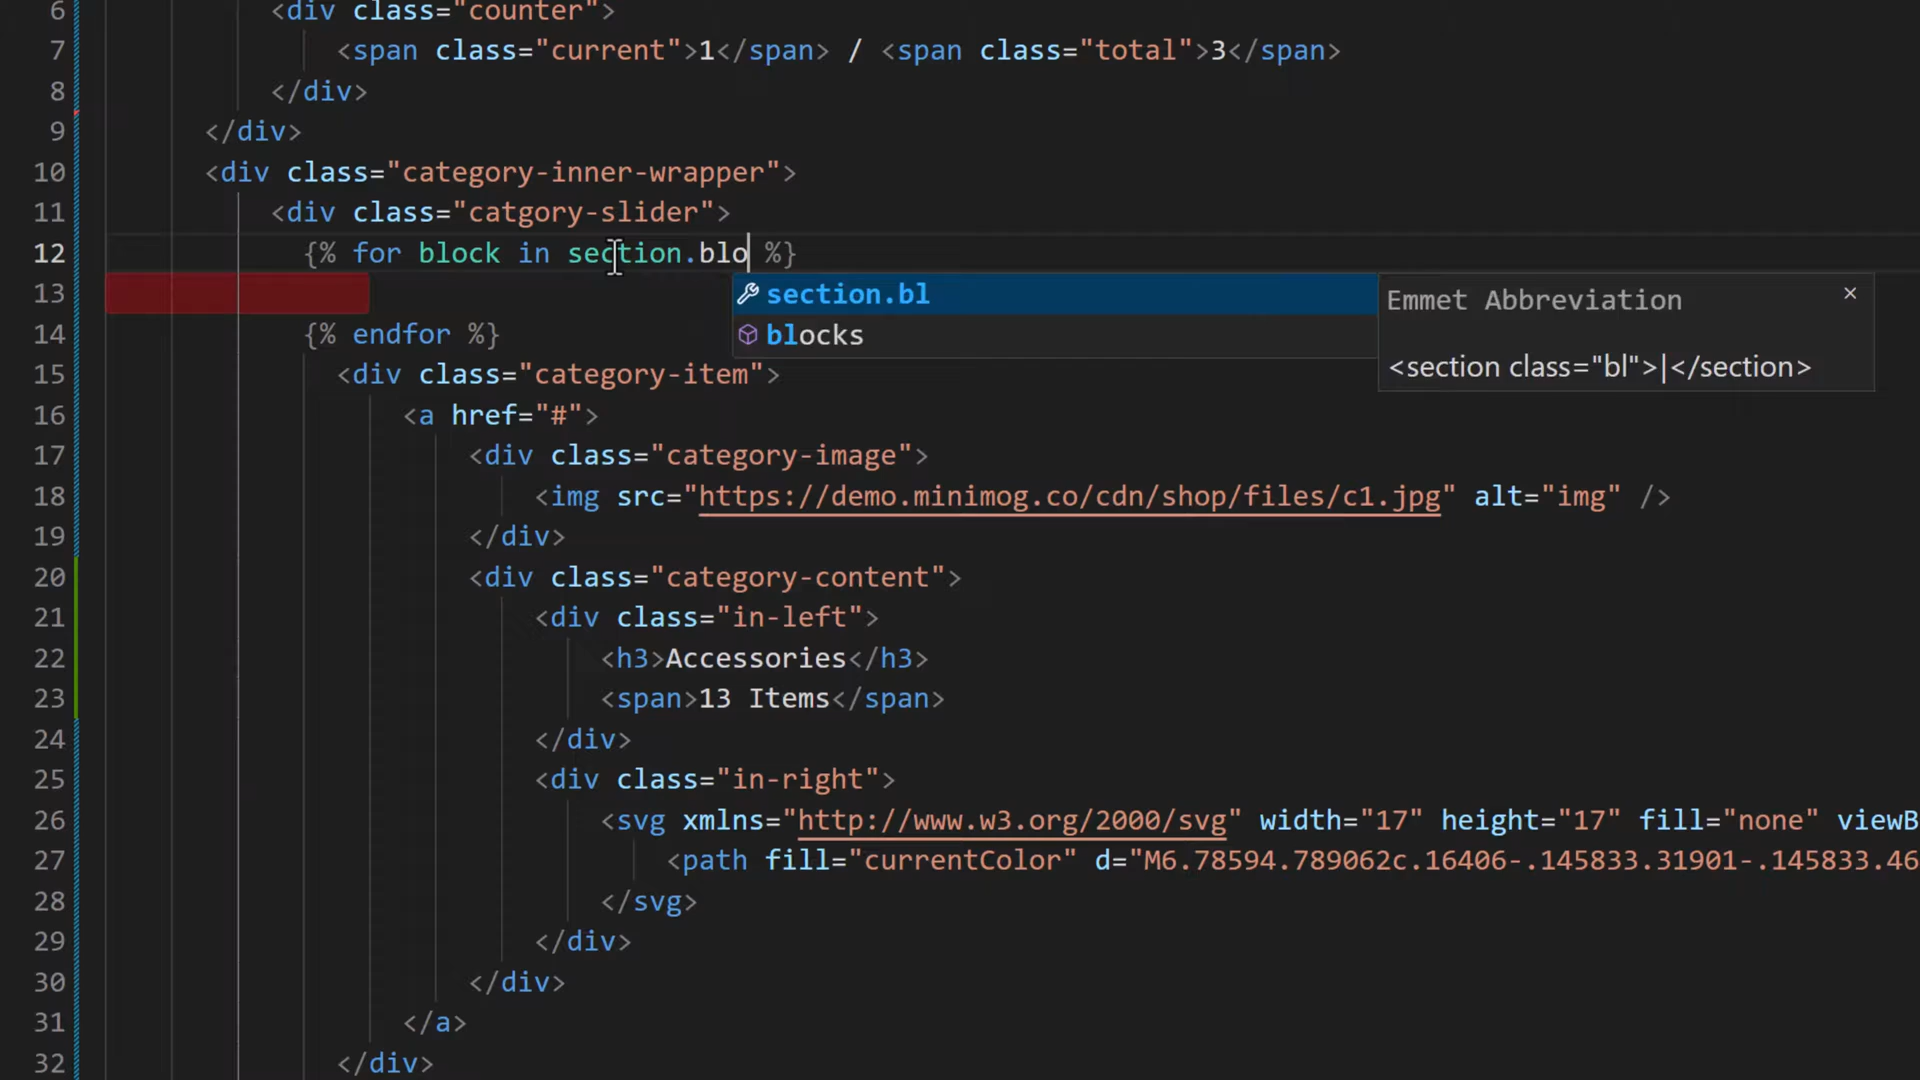 6 <div class="counter">
7 <span class="current">1</span> / <span class="total">3</span>
8 </div>
9 </div>
10 <div class="category-inner-wrapper">
11 <div class="catgory-slider">
12 {% for block in section.blo %}
13 section.bl
Emmet Abbreviation ×
blocks
<section class="bl">|</section>
14 {% endfor %}
15 <div class="category-item">
16 <a href="#">
17 <div class="category-image">
18 <img src="https://demo.minimog.co/cdn/shop/files/c1.jpg" alt="img" />
19 </div>
20 <div class="category-content">
21 <div class="in-left">
22 <h3>Accessories</h3>
23 <span>13 Items</span>
24 </div>
25 <div class="in-right">
26 <svg xmlns="http://www.w3.org/2000/svg" width="17" height="17" fill="none" viewB
27 <path fill="currentColor" d="M6.78594.789062c.16406-.145833.31901-.145833.46
28 </svg>
29 </div>
30 </div>
31 </a>
32 </div>